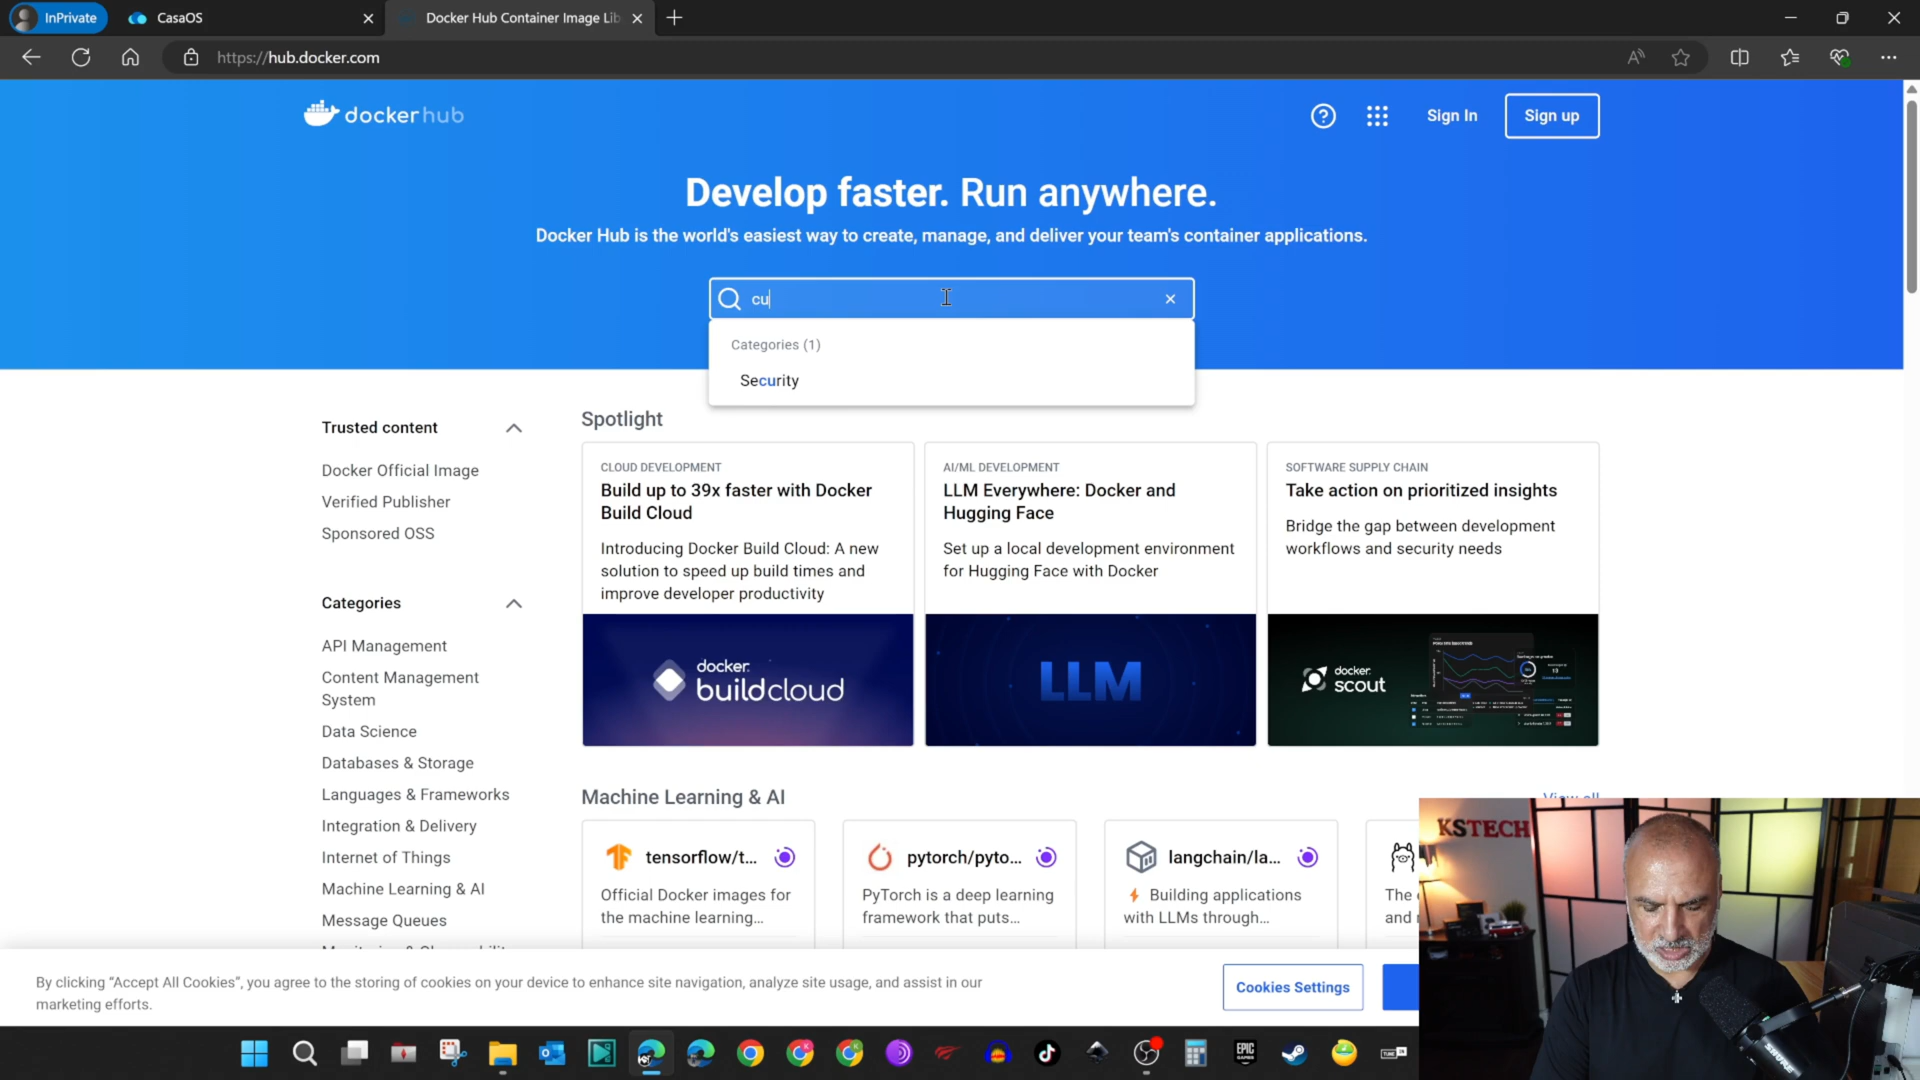 InPrivate
CasaOS
Docker Hub Container Image Lib
https://hub.docker.com
dockerhub
Sign In
Sign up
Develop faster. Run anywhere.
Docker Hub is the world's easiest way to create, manage, and deliver your team's container applications.
cu
Categories (1)
Security
Trusted content
Docker Official Image
Verified Publisher
Sponsored OSS
Categories
API Management
Content Management
System
Data Science
Databases & Storage
Languages & Frameworks
Integration & Delivery
Internet of Things
Machine Learning & AI
Message Queues
Spotlight
CLOUD DEVELOPMENT
Build up to 39x faster with Docker
Build Cloud
Introducing Docker Build Cloud: A new
solution to speed up build times and
improve developer productivity
docker
buildcloud
AI/ML DEVELOPMENT
LLM Everywhere: Docker and
Hugging Face
Set up a local development environment
for Hugging Face with Docker
LLM
SOFTWARE SUPPLY CHAIN
Take action on prioritized insights
Bridge the gap between development
workflows and security needs
docker
scout
Machine Learning & AI
View all
tensorflow/t...
Official Docker images for
the machine learning...
pytorch/pyto...
PyTorch is a deep learning
framework that puts...
langchain/la...
Building applications
with LLMs through...
The
and
KSTECH
By clicking “Accept All Cookies”, you agree to the storing of cookies on your device to enhance site navigation, analyze site usage, and assist in our
marketing efforts.
Cookies Settings
EPIC
GAMES
SHURE